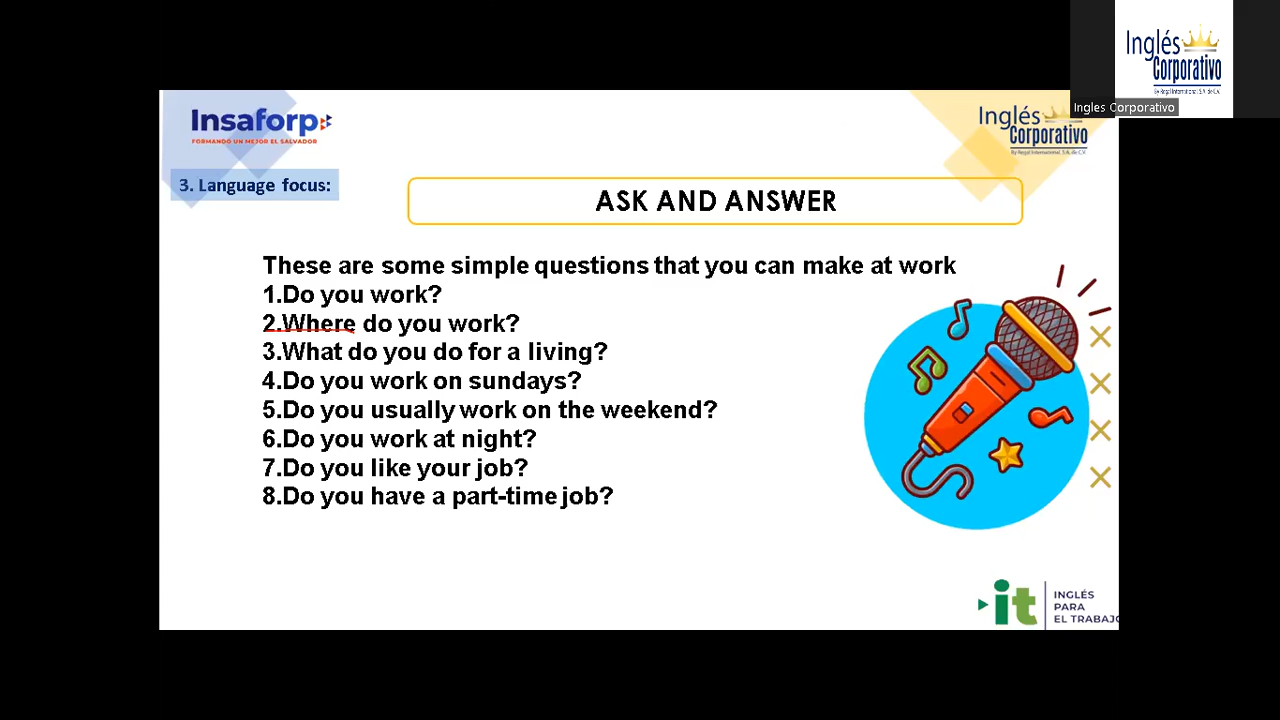 Inglés
Corporativo
By Regal International, S.A. de C.V.
Ingles Corporativo
Insaforp
FORMANDO UN MEJOR EL SALVADOR
Inglés
Corporativo
By Regal International, S.A. de C.V.
3. Language focus:
ASK AND ANSWER
These are some simple questions that you can make at work
1.Do you work?
2.Where do you work?
3.What do you do for a living?
4.Do you work on sundays?
5.Do you usually work on the weekend?
6.Do you work at night?
7.Do you like your job?
8.Do you have a part-time job?
it
INGLÉS
PARA
EL TRABAJO